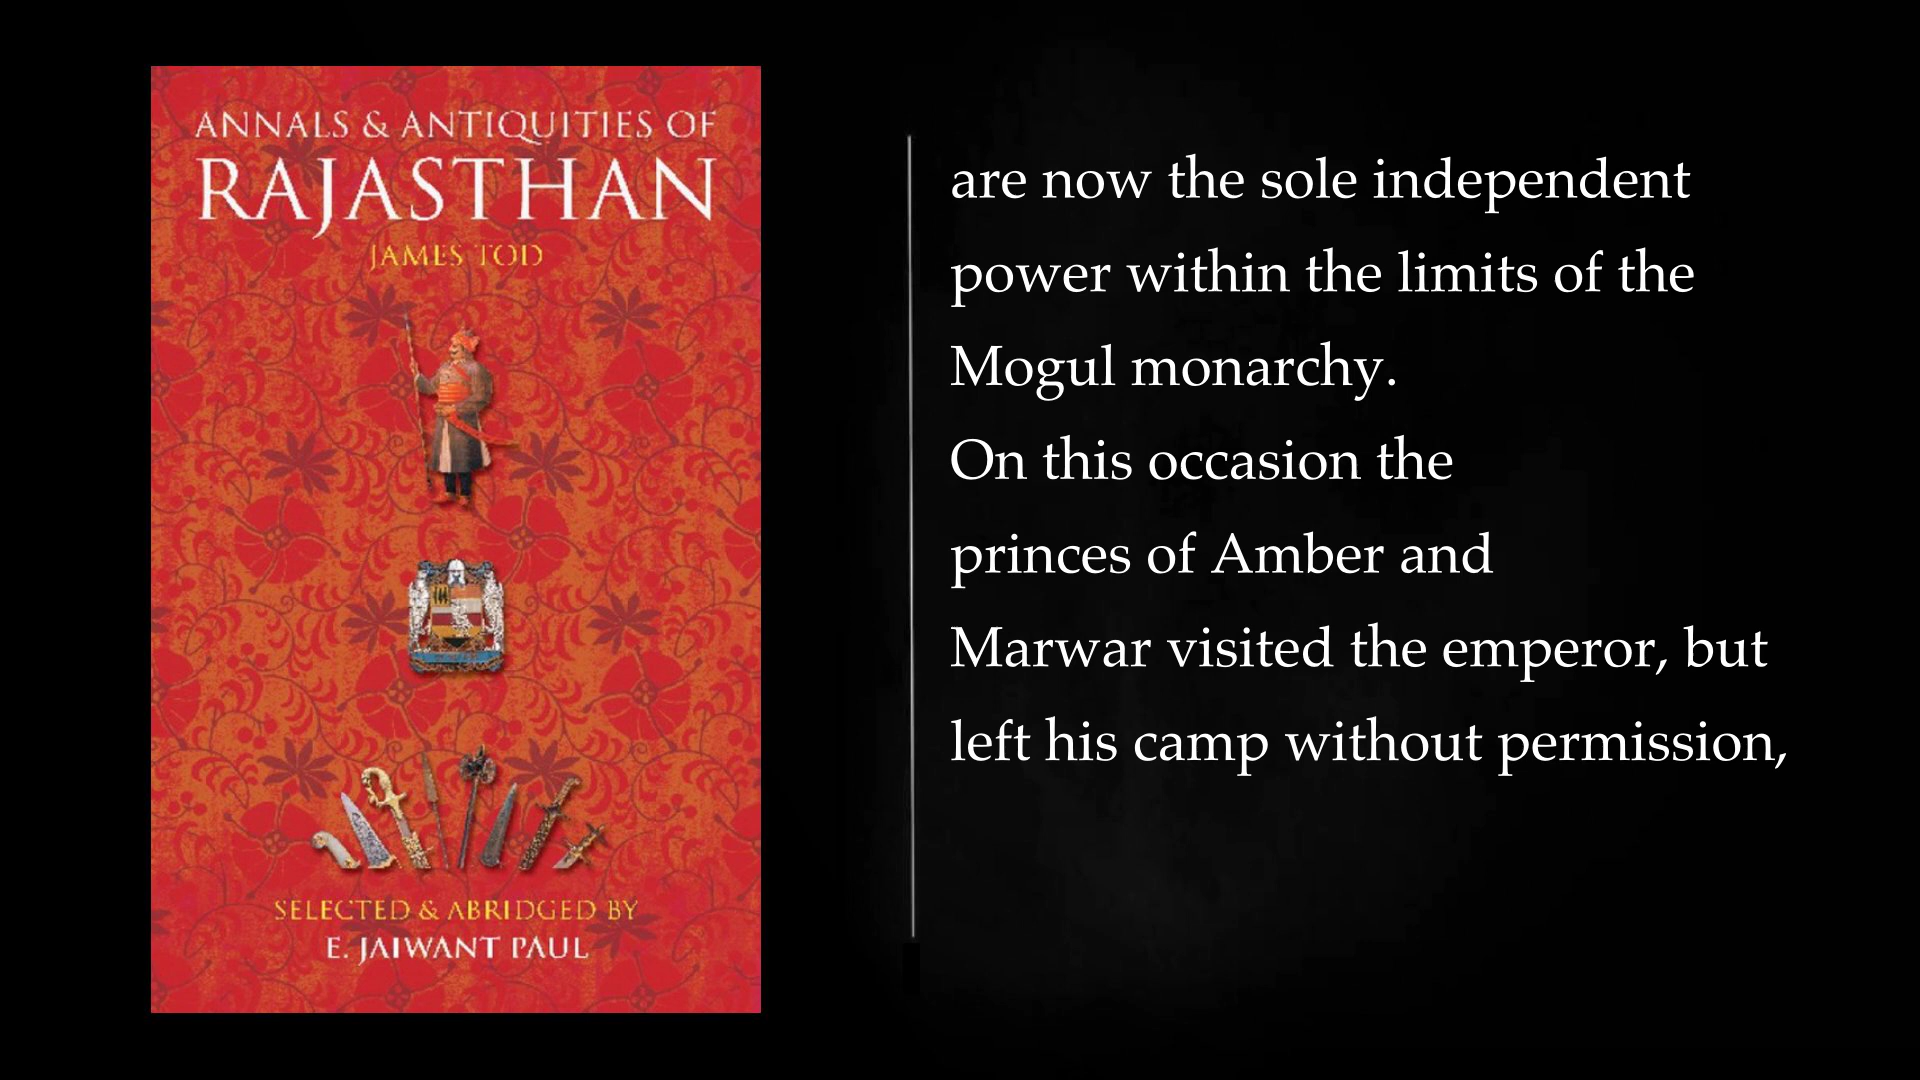 ANNALS & ANTIQUITIES OF
RAJASTHAN
JAMES TOD
SELECTED & ABRIDGED BY
E. JAIWANT PAUL
are now the sole independent
power within the limits of the
Mogul monarchy.
On this occasion the
princes of Amber and
Marwar visited the emperor, but
left his camp without permission,